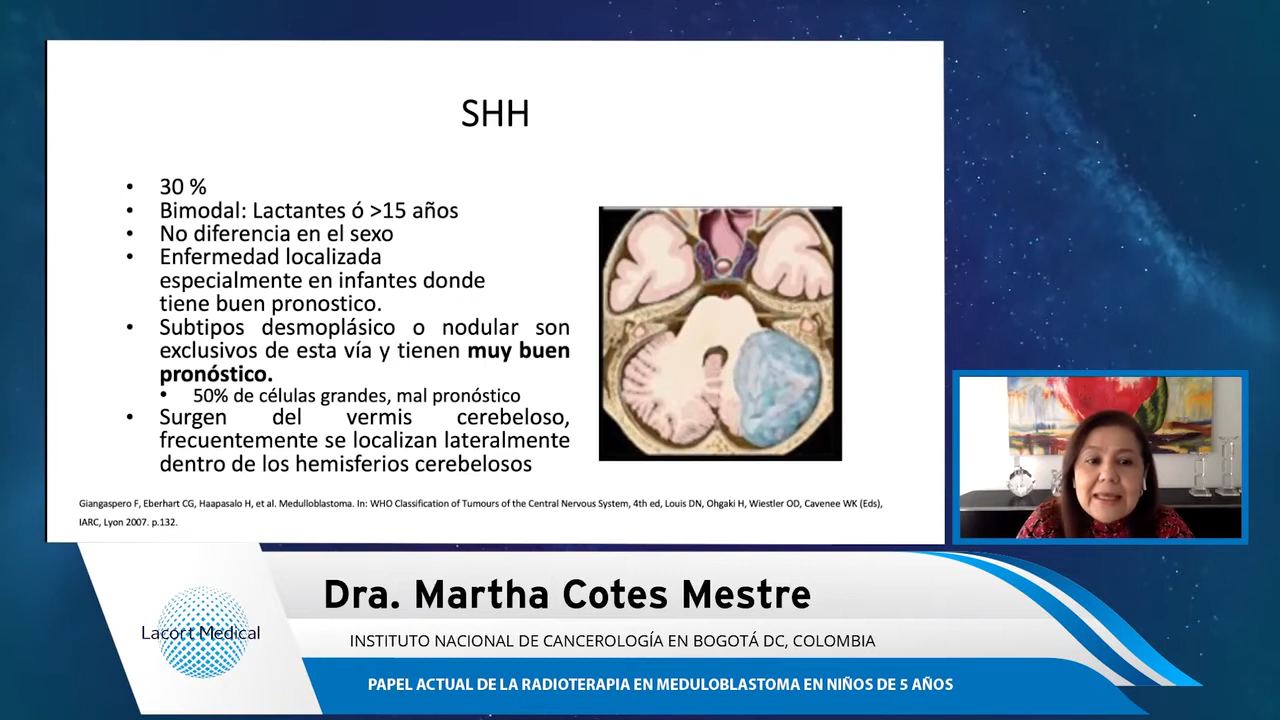 SHH
• 30 %
• Bimodal: Lactantes ó >15 años
• No diferencia en el sexo
• Enfermedad localizada
especialmente en infantes donde
tiene buen pronostico.
• Subtipos desmoplásico o nodular son
exclusivos de esta vía y tienen muy buen
pronóstico.
• 50% de células grandes, mal pronóstico
• Surgen del vermis cerebeloso,
frecuentemente se localizan lateralmente
dentro de los hemisferios cerebelosos
Giangaspero F, Eberhart CG, Haapasalo H, et al. Medulloblastoma. In: WHO Classification of Tumours of the Central Nervous System, 4th ed, Louis DN, Ohgaki H, Wiestler OD, Cavenee WK (Eds),
IARC, Lyon 2007. p.132.
Dra. Martha Cotes Mestre
Lacort Medical
INSTITUTO NACIONAL DE CANCEROLOGÍA EN BOGOTÁ DC, COLOMBIA
PAPEL ACTUAL DE LA RADIOTERAPIA EN MEDULOBLASTOMA EN NIÑOS DE 5 AÑOS